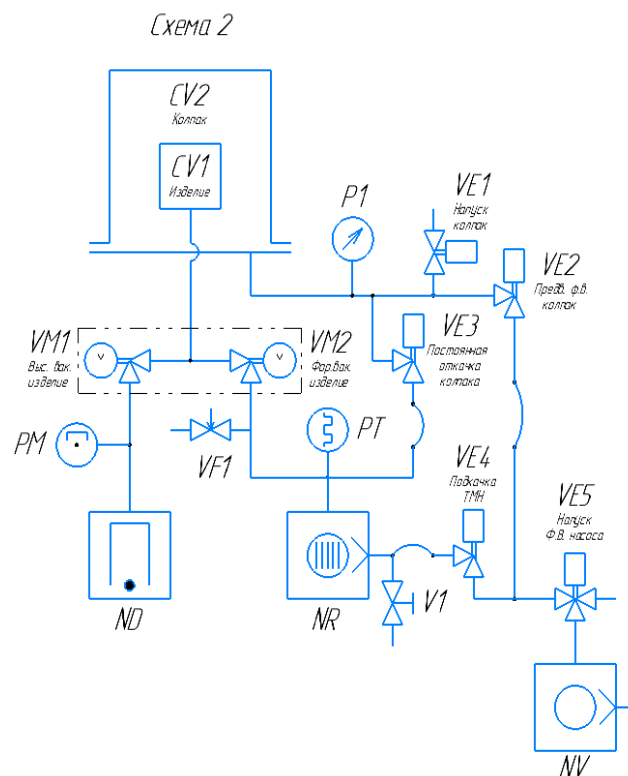 Схема 2
CV2
Колпак
CV1
Изделие
P1
VE1
Напуск
колпак
VE2
Предв. ф.в.
колпак
VM1
Выс. вак.
изделие
VM2
Фор.вак.
изделие
VE3
Постоянная
откачка
колпака
PM
VF1
PT
VE4
Подкачка
ТМН
VE5
Напуск
Ф.В. насоса
ND
NR
V1
NV